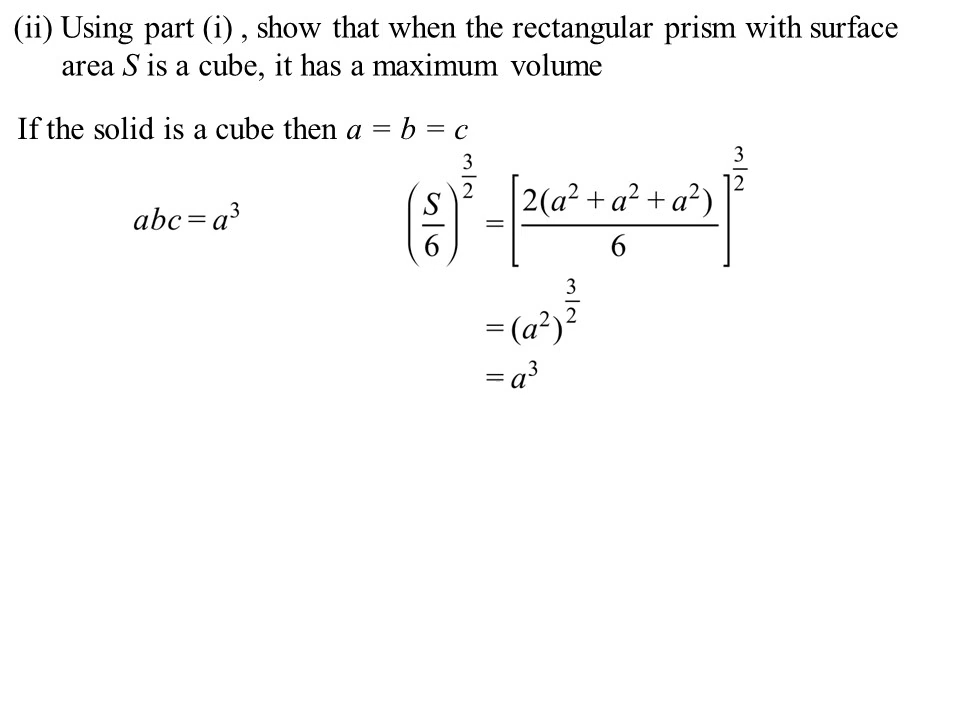 (ii) Using part (i) , show that when the rectangular prism with surface
area S is a cube, it has a maximum volume
If the solid is a cube then a = b = c
abc = a³  (S/6)^(3/2) = [2(a² + a² + a²)/6]^(3/2)
= (a²)^(3/2)
= a³